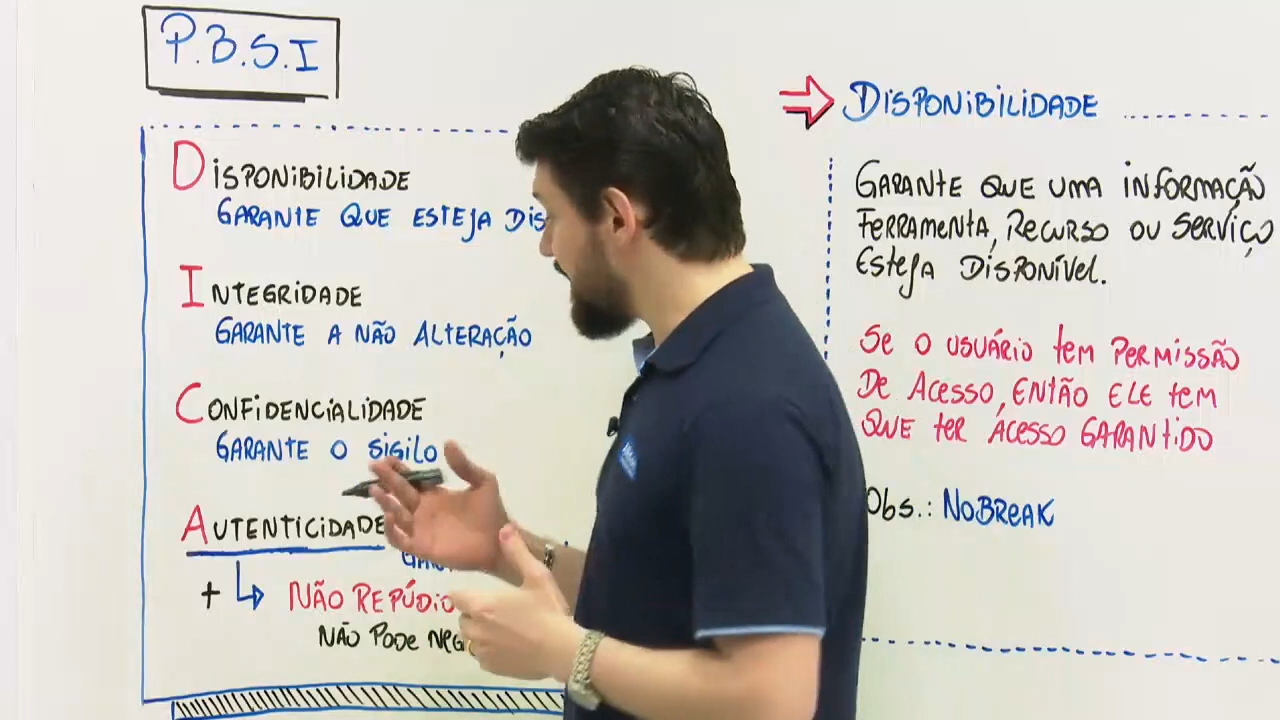 P.B.S.I
DISPONIBILIDADE
GARANTE QUE ESTEJA
INTEGRIDADE
GARANTE A NÃO ALTERAÇÃO
CONFIDENCIALIDADE
GARANTE O SIGILO
AUTENTICIDADE
+ NÃO REPÚDIO
NÃO PODE
DISPONIBILIDADE
GARANTE QUE UMA INFORMAÇÃO
FERRAMENTA, RECURSO OU SERVIÇO
ESTEJA DISPONÍVEL.
SE O USUÁRIO TEM PERMISSÃO
DE ACESSO, ENTÃO ELE TEM
QUE TER ACESSO GARANTIDO
Obs.: NOBREAK